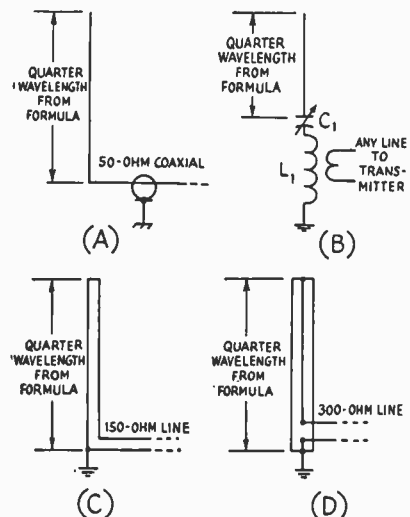 QUARTER
WAVELENGTH
FROM
FORMULA
50-OHM COAXIAL
(A)
QUARTER
WAVELENGTH
FROM
FORMULA
C1
L1
ANY LINE
TO
TRANS-
MITTER
(B)
QUARTER
WAVELENGTH
FROM
FORMULA
150-OHM LINE
(C)
QUARTER
WAVELENGTH
FROM
FORMULA
300-OHM LINE
(D)